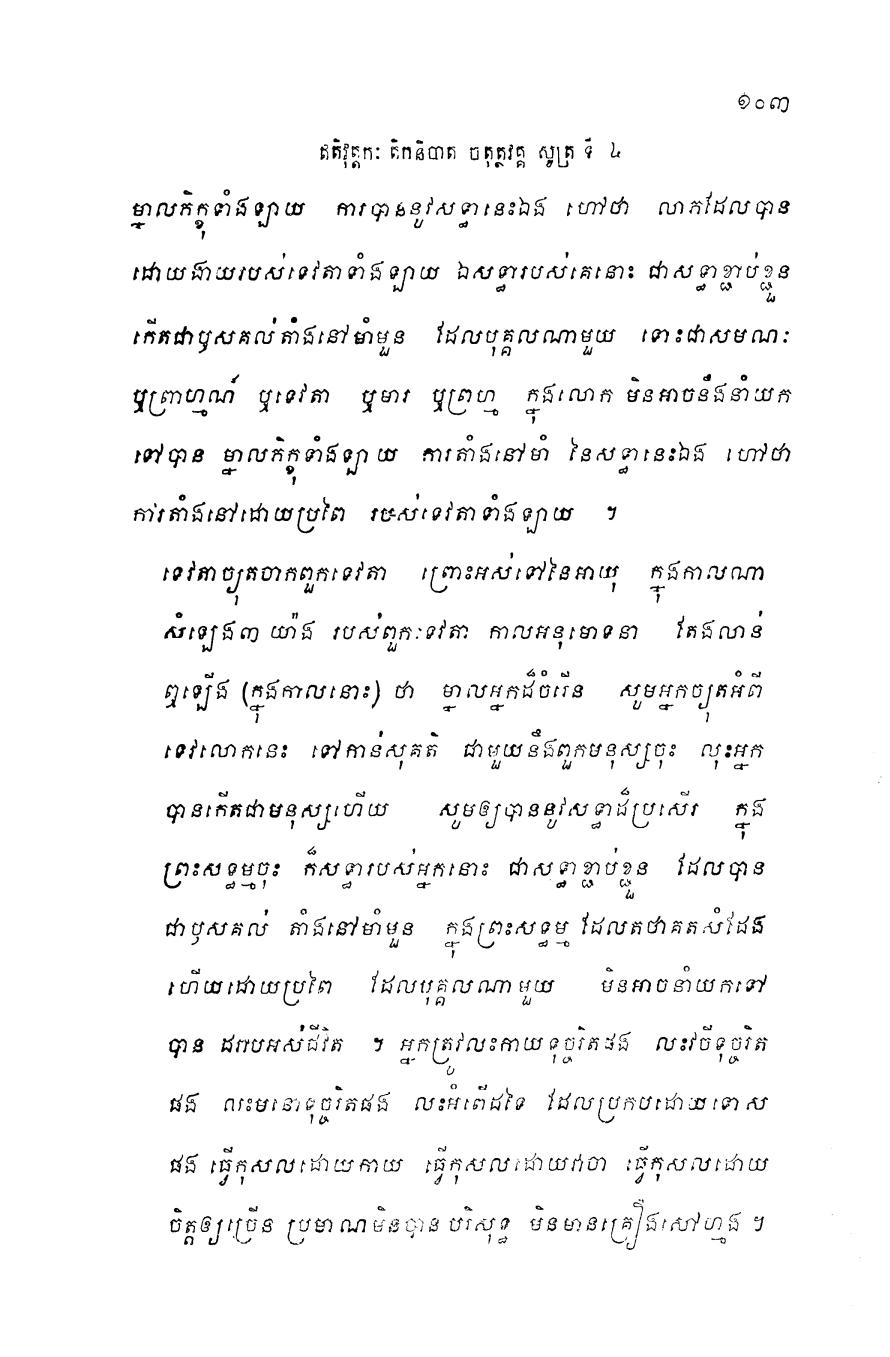 ១០៣
ឥតិវុត្តកៈ តិកនិបាត ចតុត្ថវគ្គ សូត្រ ទី ៤
ម្នាលភិក្ខុទាំងឡាយ ការបាននូវសទ្ធានេះឯង ហៅថា លាភដែលបាន
ដោយងាយរបស់ទេវតាទាំងឡាយ ឯសទ្ធារបស់គេនោះ ជាសទ្ធាខ្ជាប់ខ្ជួន
កើតជាឫសគល់ តាំងនៅមាំមួន ដែលបុគ្គលណាមួយ ទោះជាសមណៈ
ឬព្រាហ្មណ៍ ឬទេវតា ឬមារ ឬព្រហ្ម ក្នុងលោក មិនអាចនឹងនាំយក
ទៅបាន ម្នាលភិក្ខុទាំងឡាយ ការតាំងនៅមាំ នៃសទ្ធានេះឯង ហៅថា
ការតាំងនៅដោយប្រពៃ របស់ទេវតាទាំងឡាយ ។
ទេវតាច្យុតចាកពួកទេវតា ព្រោះអស់ទៅនៃអាយុ ក្នុងកាលណា
សំឡេង៣ យ៉ាង របស់ពួកទេវតា កាលអនុមោទនា តែងលាន់
ឮឡើង (ក្នុងកាលនោះ) ថា ម្នាលអ្នកដ៏ចំរើន សូមអ្នកច្យុតអំពី
ទេវលោកនេះ ទៅកាន់សុគតិ ជាមួយនឹងពួកមនុស្សចុះ លុះអ្នក
បានកើតជាមនុស្សហើយ សូមឲ្យបាននូវសទ្ធាដ៏ប្រសើរ ក្នុង
ព្រះសទ្ធម្មចុះ ក៏សទ្ធារបស់អ្នកនោះ ជាសទ្ធាខ្ជាប់ខ្ជួន ដែលបាន
ជាឫសគល់ តាំងនៅមាំមួន ក្នុងព្រះសទ្ធម្ម ដែលតថាគតសំដែង
ហើយដោយប្រពៃ ដែលបុគ្គលណាមួយ មិនអាចនាំយកទៅ
បាន ដរាបអស់ជីវិត ។ អ្នកត្រូវលះកាយទុច្ចរិតផង លះវចីទុច្ចរិត
ផង លះមនោទុច្ចរិតផង លះអំពើដទៃ ដែលប្រកបដោយទោស
ផង ធ្វើកុសលដោយកាយ ធ្វើកុសលដោយវាចា ធ្វើកុសលដោយ
ចិត្តឲ្យច្រើន ប្រមាណមិនបាន បរិសុទ្ធ មិនមានគ្រឿងសៅហ្មង ។